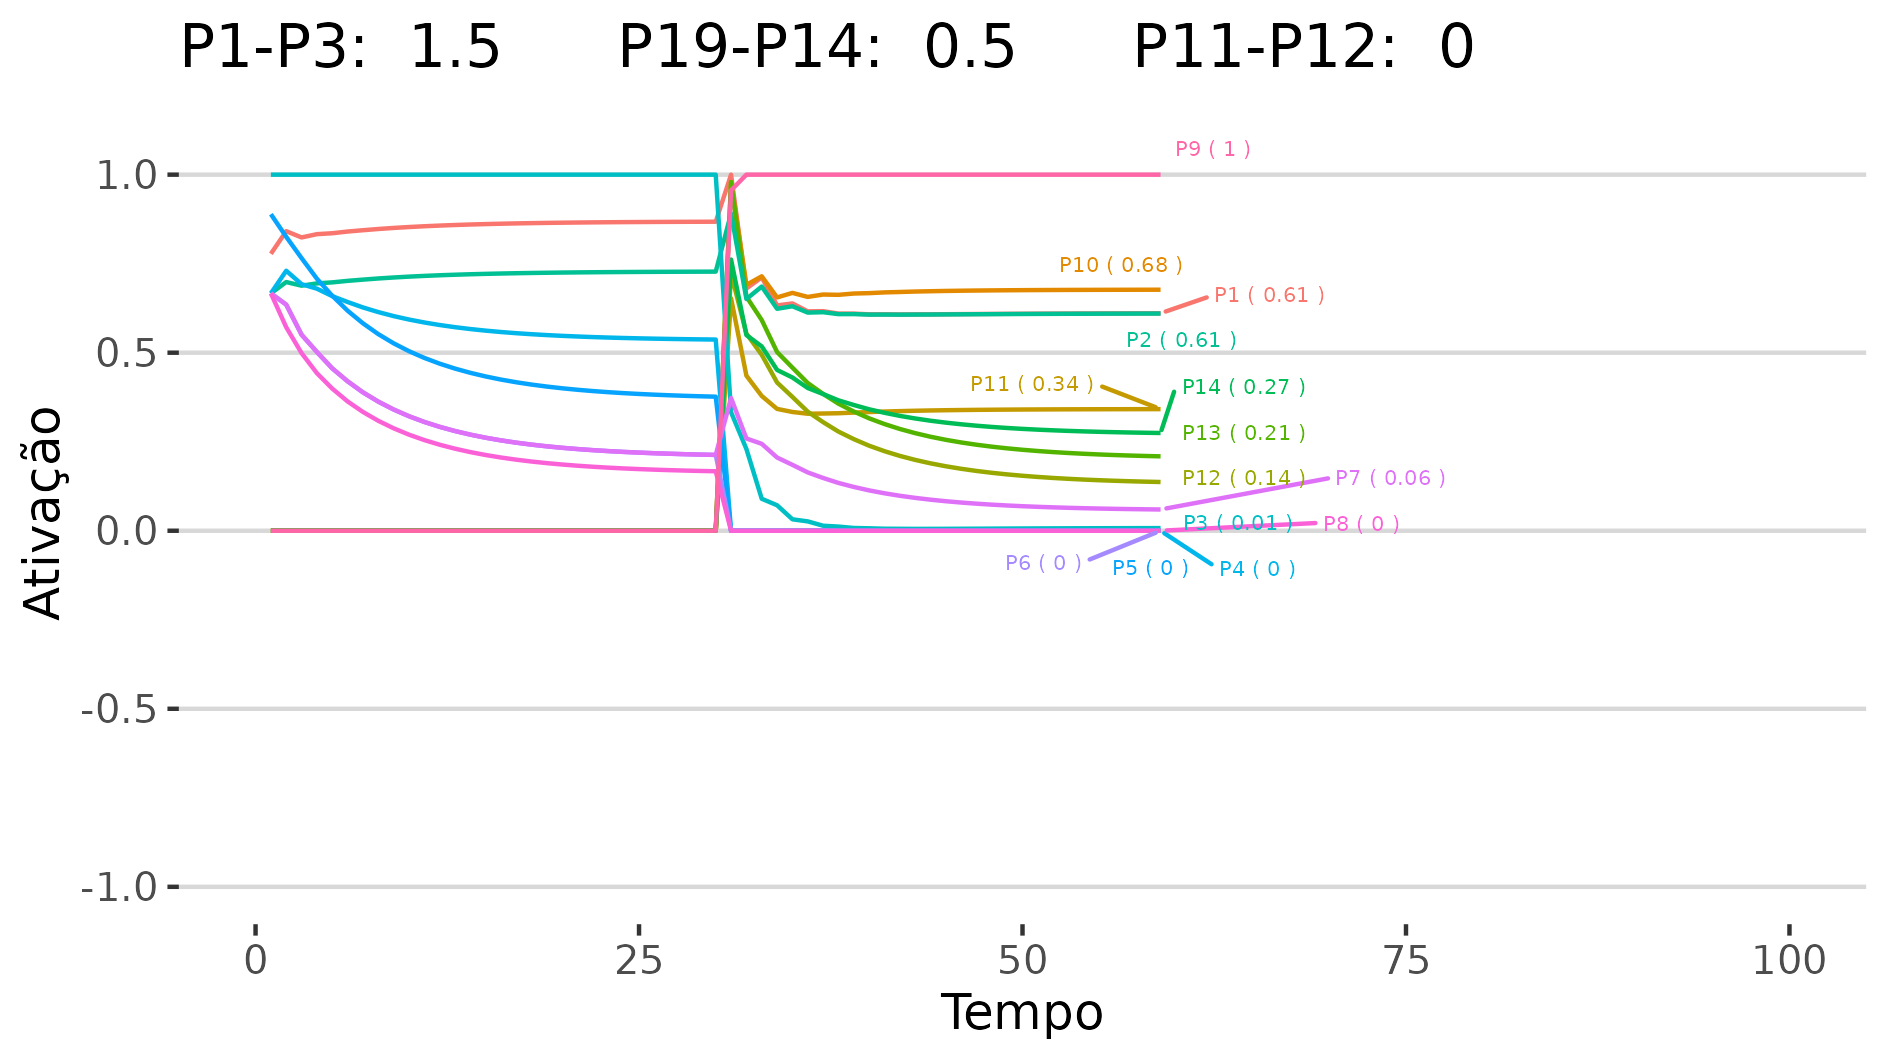 P1-P3:  1.5      P19-P14:  0.5      P11-P12:  0
P9 ( 1 )
1.0
P10 ( 0.68 )
P1 ( 0.61 )
P2 ( 0.61 )
0.5
P11 ( 0.34 )
P14 ( 0.27 )
P13 ( 0.21 )
P12 ( 0.14 )
P7 ( 0.06 )
P3 ( 0.01 )
P8 ( 0 )
0.0
P6 ( 0 )
P5 ( 0 )
P4 ( 0 )
Ativação
-0.5
-1.0
0 25 50 75 100
Tempo